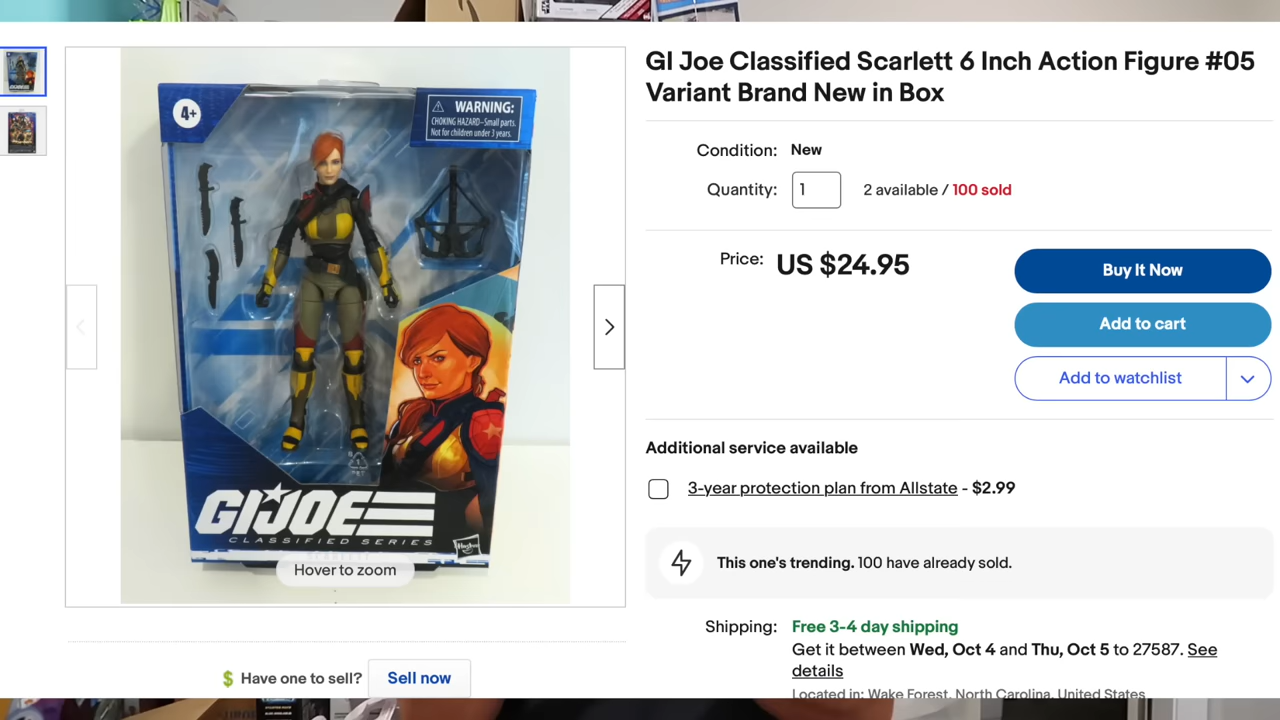 GI Joe Classified Scarlett 6 Inch Action Figure #05
Variant Brand New in Box
Condition: New
Quantity: 1 2 available / 100 sold
Price: US $24.95
Buy It Now
Add to cart
Add to watchlist
Additional service available
3-year protection plan from Allstate - $2.99
This one's trending. 100 have already sold.
Shipping: Free 3-4 day shipping
Get it between Wed, Oct 4 and Thu, Oct 5 to 27587. See
details
Located in: Wake Forest, North Carolina, United States
4+
WARNING:
CHOKING HAZARD–Small parts.
Not for children under 3 years.
GIJOE
CLASSIFIED SERIES
Hasbro
Hover to zoom
Have one to sell? Sell now